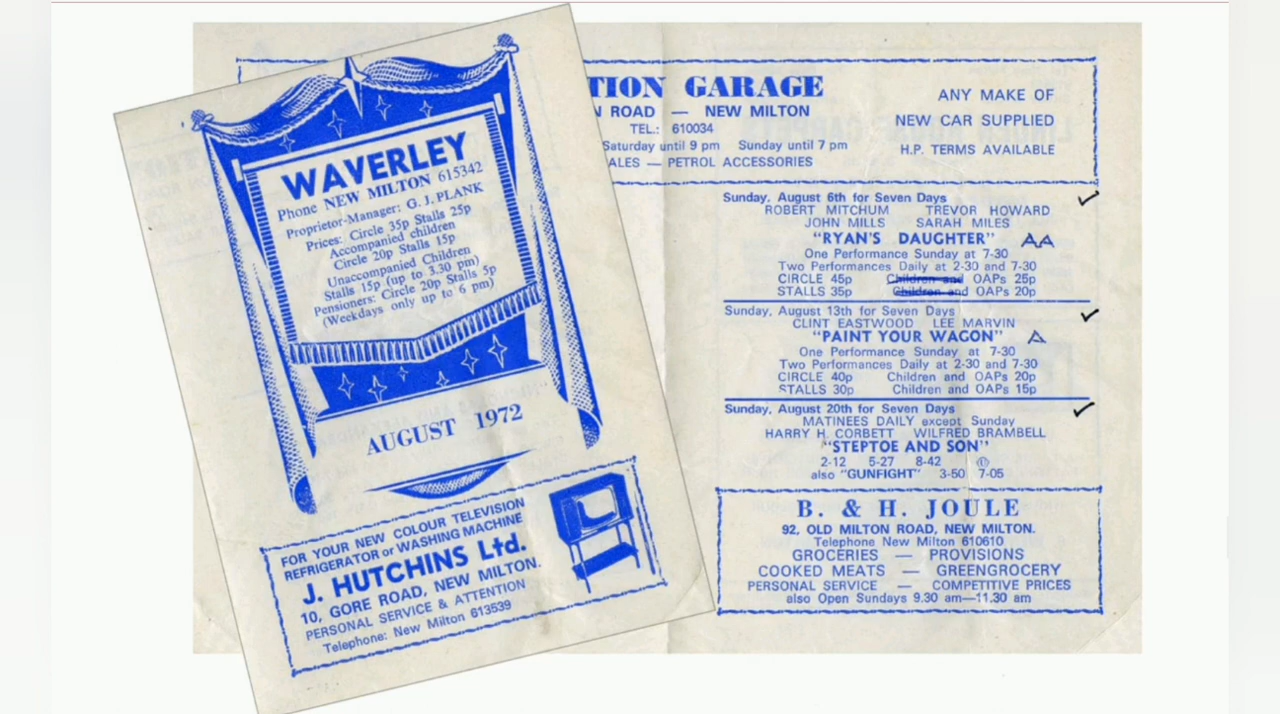 WAVERLEY
Phone NEW MILTON 615342
Proprietor-Manager: G. J. PLANK
Prices: Circle 35p Stalls 25p
Accompanied children
Circle 20p Stalls 15p
Unaccompanied Children
Stalls 15p (up to 3.30 pm)
Pensioners: Circle 20p Stalls 5p
(Weekdays only up to 6 pm)
AUGUST 1972
FOR YOUR NEW COLOUR TELEVISION
REFRIGERATOR or WASHING MACHINE
J. HUTCHINS Ltd.
10, GORE ROAD, NEW MILTON.
PERSONAL SERVICE & ATTENTION
Telephone: New Milton 613539
TION GARAGE
N ROAD — NEW MILTON
TEL.: 610034
Saturday until 9 pm Sunday until 7 pm
ALES — PETROL ACCESSORIES
ANY MAKE OF
NEW CAR SUPPLIED
H.P. TERMS AVAILABLE
Sunday, August 6th for Seven Days
ROBERT MITCHUM TREVOR HOWARD
JOHN MILLS SARAH MILES
"RYAN'S DAUGHTER" AA
One Performance Sunday at 7-30
Two Performances Daily at 2-30 and 7-30
CIRCLE 45p Children and OAPs 25p
STALLS 35p Children and OAPs 20p
Sunday, August 13th for Seven Days
CLINT EASTWOOD LEE MARVIN
"PAINT YOUR WAGON" A
One Performance Sunday at 7-30
Two Performances Daily at 2-30 and 7-30
CIRCLE 40p Children and OAPs 20p
STALLS 30p Children and OAPs 15p
Sunday, August 20th for Seven Days
MATINEES DAILY except Sunday
HARRY H. CORBETT WILFRED BRAMBELL
"STEPTOE AND SON"
2-12 5-27 8-42 Ⓤ
also "GUNFIGHT" 3-50 7-05
B. & H. JOULE
92, OLD MILTON ROAD, NEW MILTON.
Telephone New Milton 610610
GROCERIES — PROVISIONS
COOKED MEATS — GREENGROCERY
PERSONAL SERVICE — COMPETITIVE PRICES
also Open Sundays 9.30 am—11.30 am